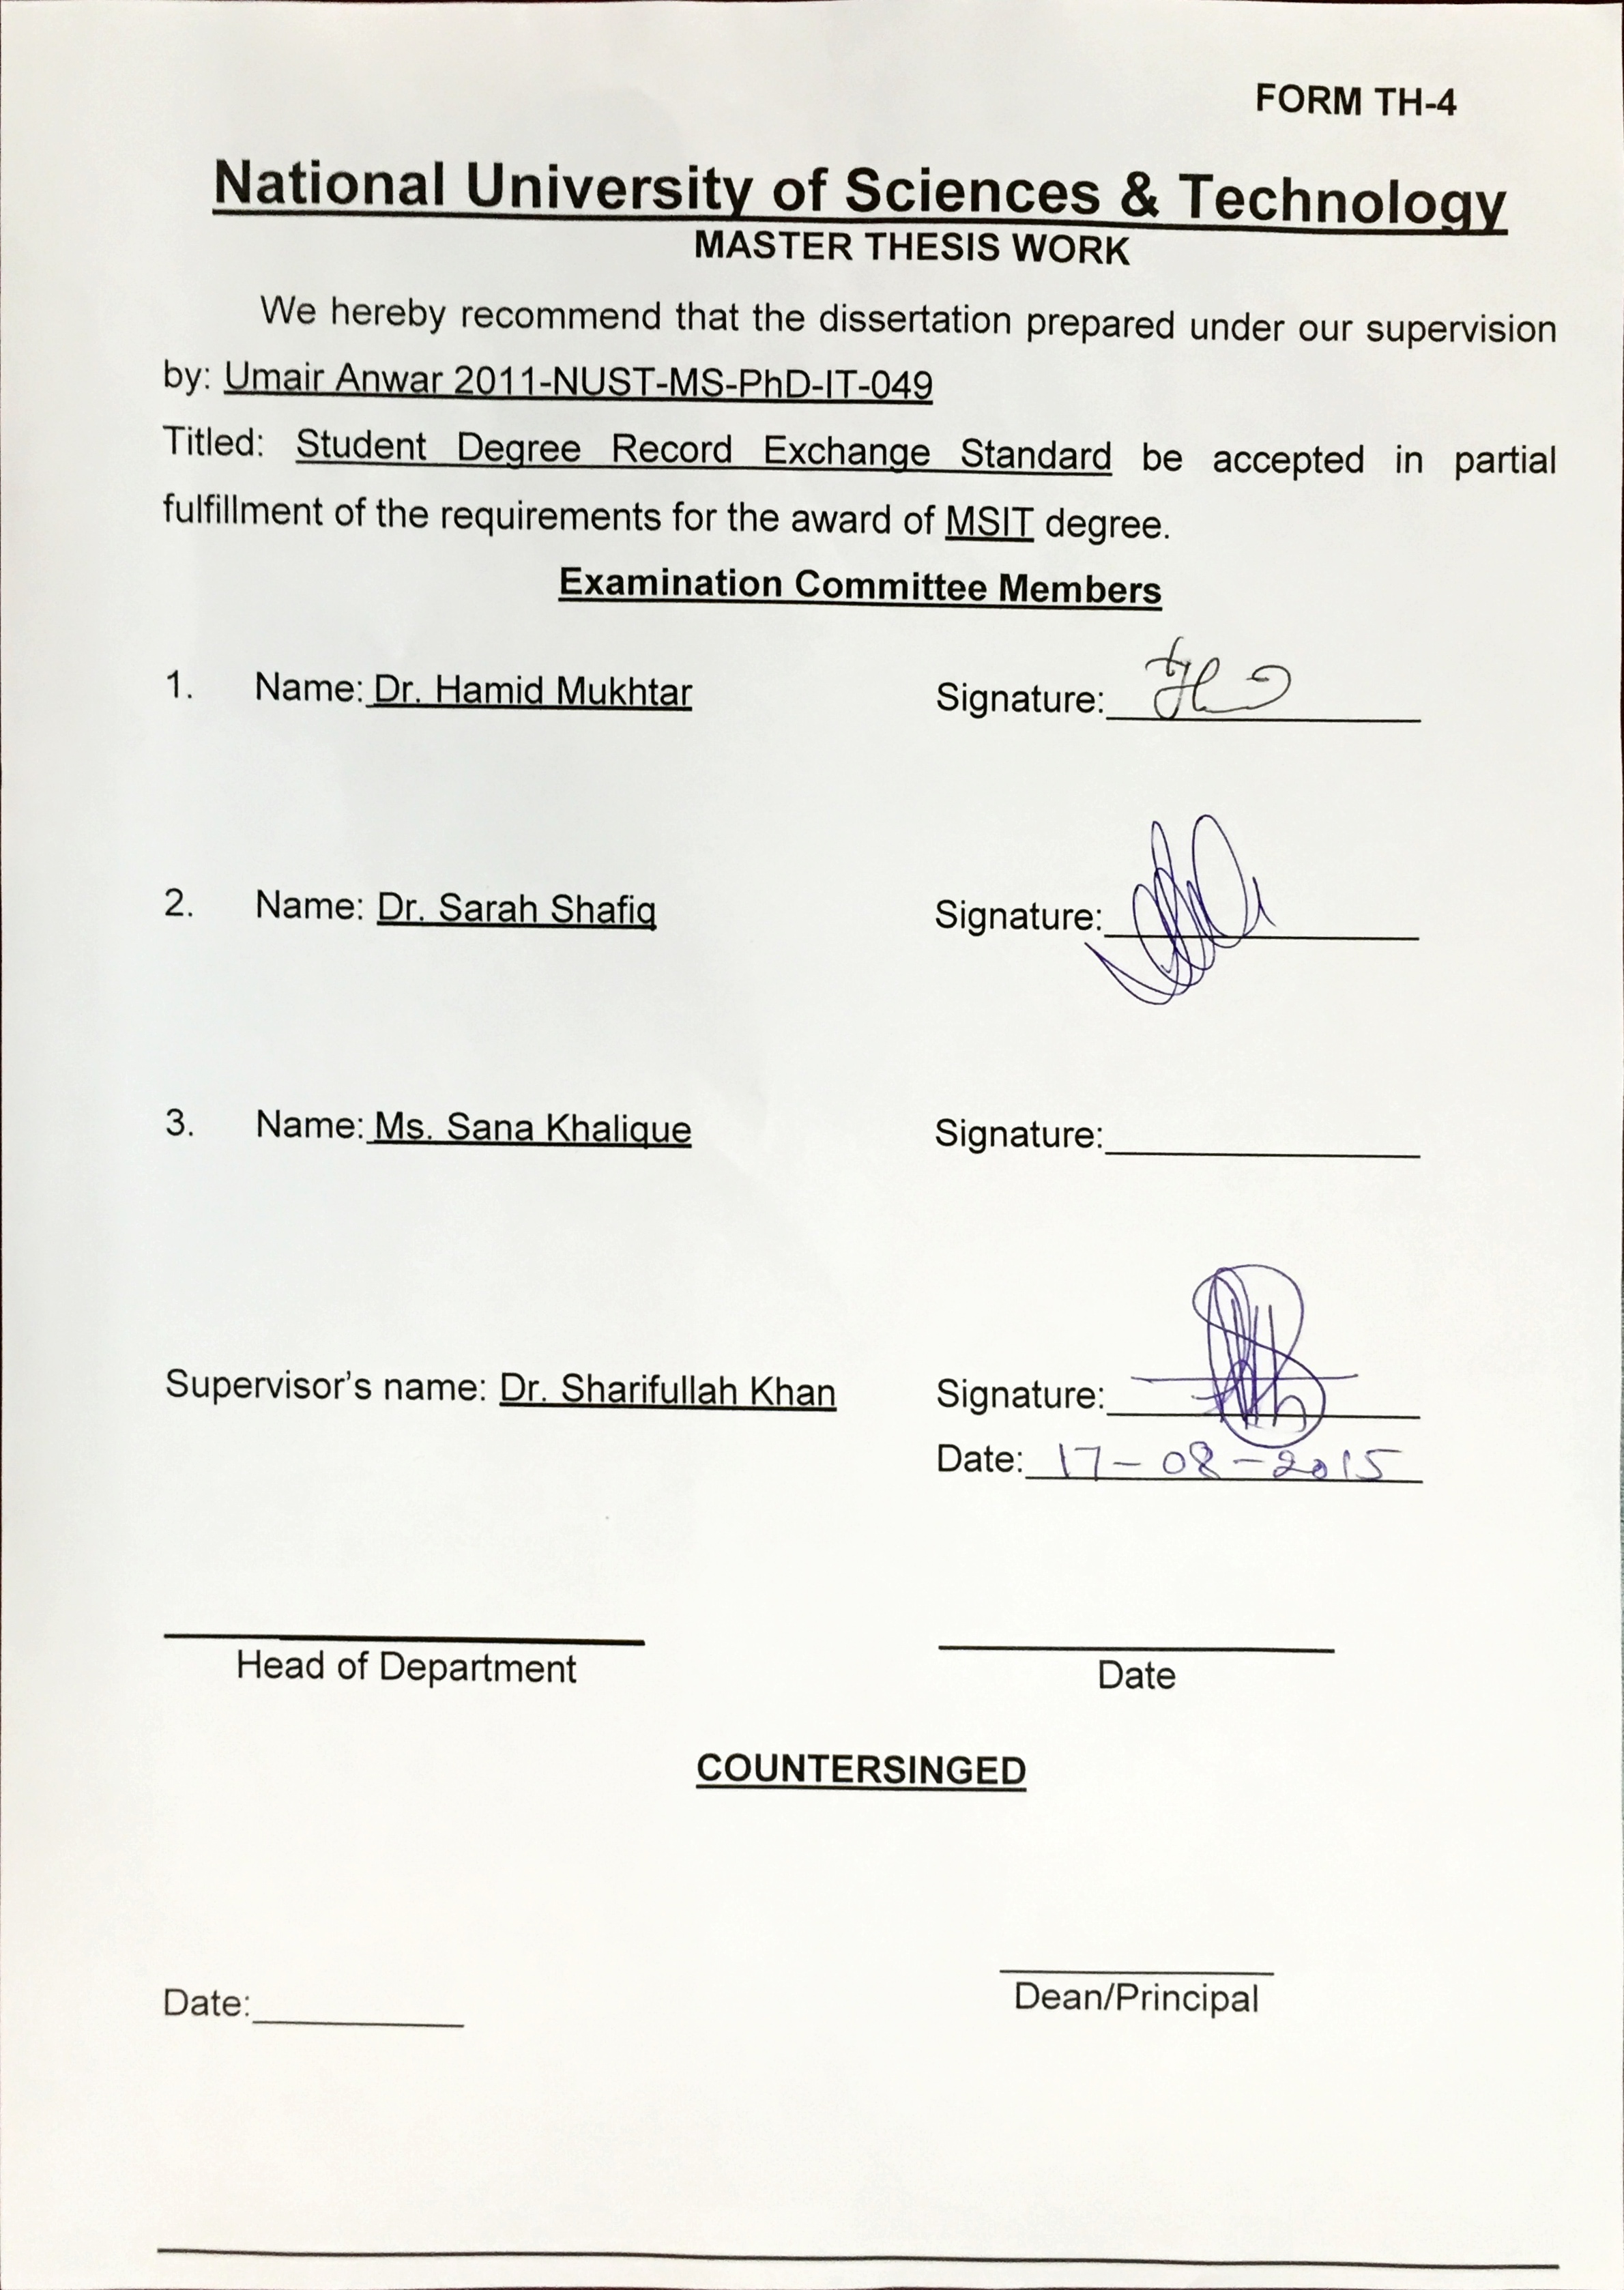 FORM TH-4
National University of Sciences & Technology
MASTER THESIS WORK
We hereby recommend that the dissertation prepared under our supervision
by: Umair Anwar 2011-NUST-MS-PhD-IT-049
Titled: Student Degree Record Exchange Standard be accepted in partial
fulfillment of the requirements for the award of MSIT degree.
Examination Committee Members
1. Name: Dr. Hamid Mukhtar Signature:
2. Name: Dr. Sarah Shafiq Signature:
3. Name: Ms. Sana Khalique Signature:
Supervisor's name: Dr. Sharifullah Khan Signature:
Date: 17-08-2015
Head of Department Date
COUNTERSINGED
Dean/Principal
Date: